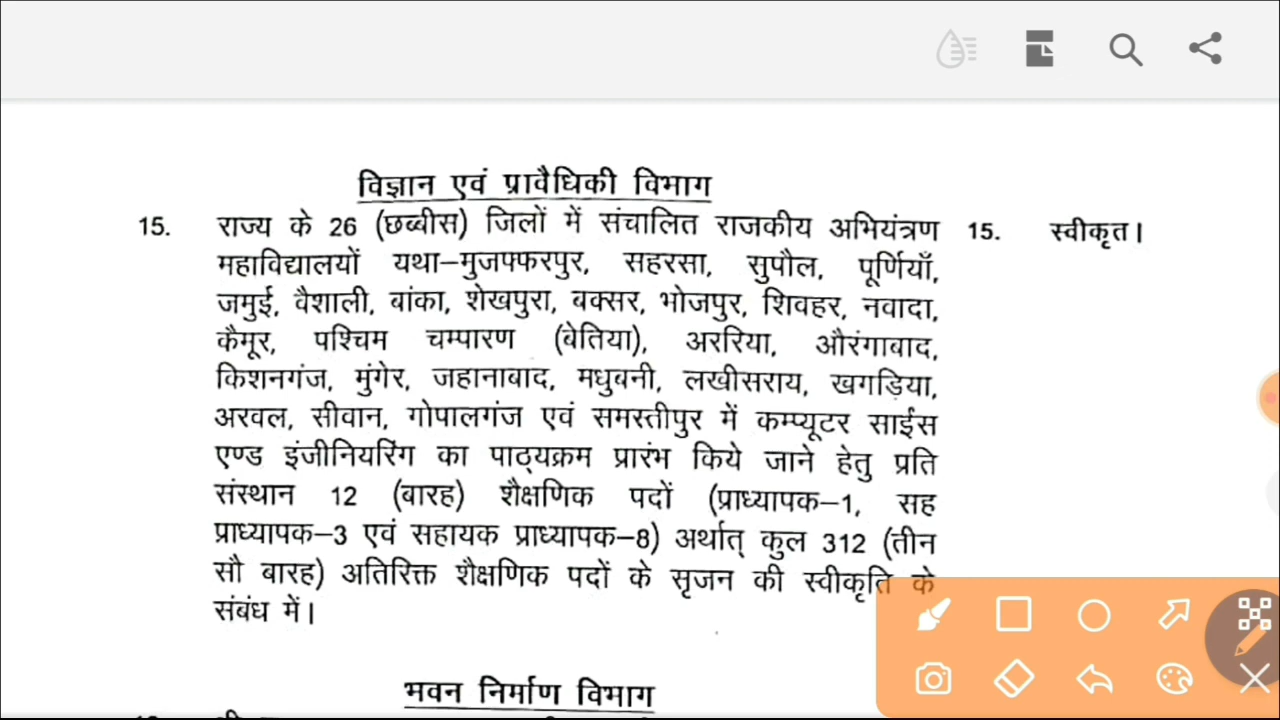 विज्ञान एवं प्रावैधिकी विभाग
15. राज्य के 26 (छब्बीस) जिलों में संचालित राजकीय अभियंत्रण 15. स्वीकृत।
महाविद्यालयों यथा–मुजफ्फरपुर, सहरसा, सुपौल, पूर्णियाँ,
जमुई, वैशाली, बांका, शेखपुरा, बक्सर, भोजपुर, शिवहर, नवादा,
कैमूर, पश्चिम चम्पारण (बेतिया), अररिया, औरंगाबाद,
किशनगंज, मुंगेर, जहानाबाद, मधुबनी, लखीसराय, खगड़िया,
अरवल, सीवान, गोपालगंज एवं समस्तीपुर में कम्प्यूटर साईंस
एण्ड इंजीनियरिंग का पाठ्यक्रम प्रारंभ किये जाने हेतु प्रति
संस्थान 12 (बारह) शैक्षणिक पदों (प्राध्यापक–1, सह
प्राध्यापक–3 एवं सहायक प्राध्यापक–8) अर्थात् कुल 312 (तीन
सौ बारह) अतिरिक्त शैक्षणिक पदों के सृजन की स्वीकृति के
संबंध में।
भवन निर्माण विभाग